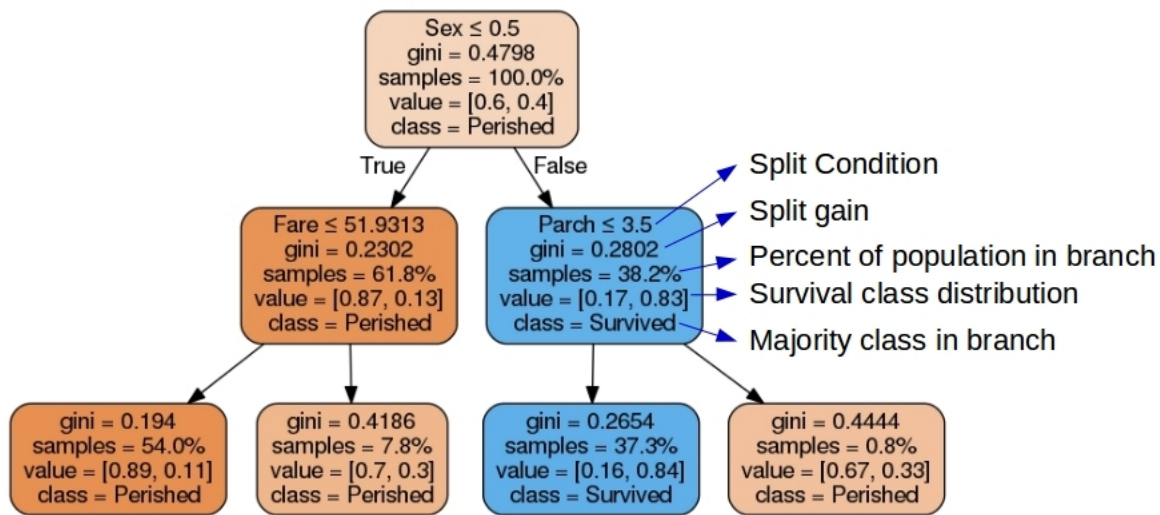 Sex ≤ 0.5
gini = 0.4798
samples = 100.0%
value = [0.6, 0.4]
class = Perished
True
False
Fare ≤ 51.9313
gini = 0.2302
samples = 61.8%
value = [0.87, 0.13]
class = Perished
Parch ≤ 3.5
gini = 0.2802
samples = 38.2%
value = [0.17, 0.83]
class = Survived
Split Condition
Split gain
Percent of population in branch
Survival class distribution
Majority class in branch
gini = 0.194
samples = 54.0%
value = [0.89, 0.11]
class = Perished
gini = 0.4186
samples = 7.8%
value = [0.7, 0.3]
class = Perished
gini = 0.2654
samples = 37.3%
value = [0.16, 0.84]
class = Survived
gini = 0.4444
samples = 0.8%
value = [0.67, 0.33]
class = Perished